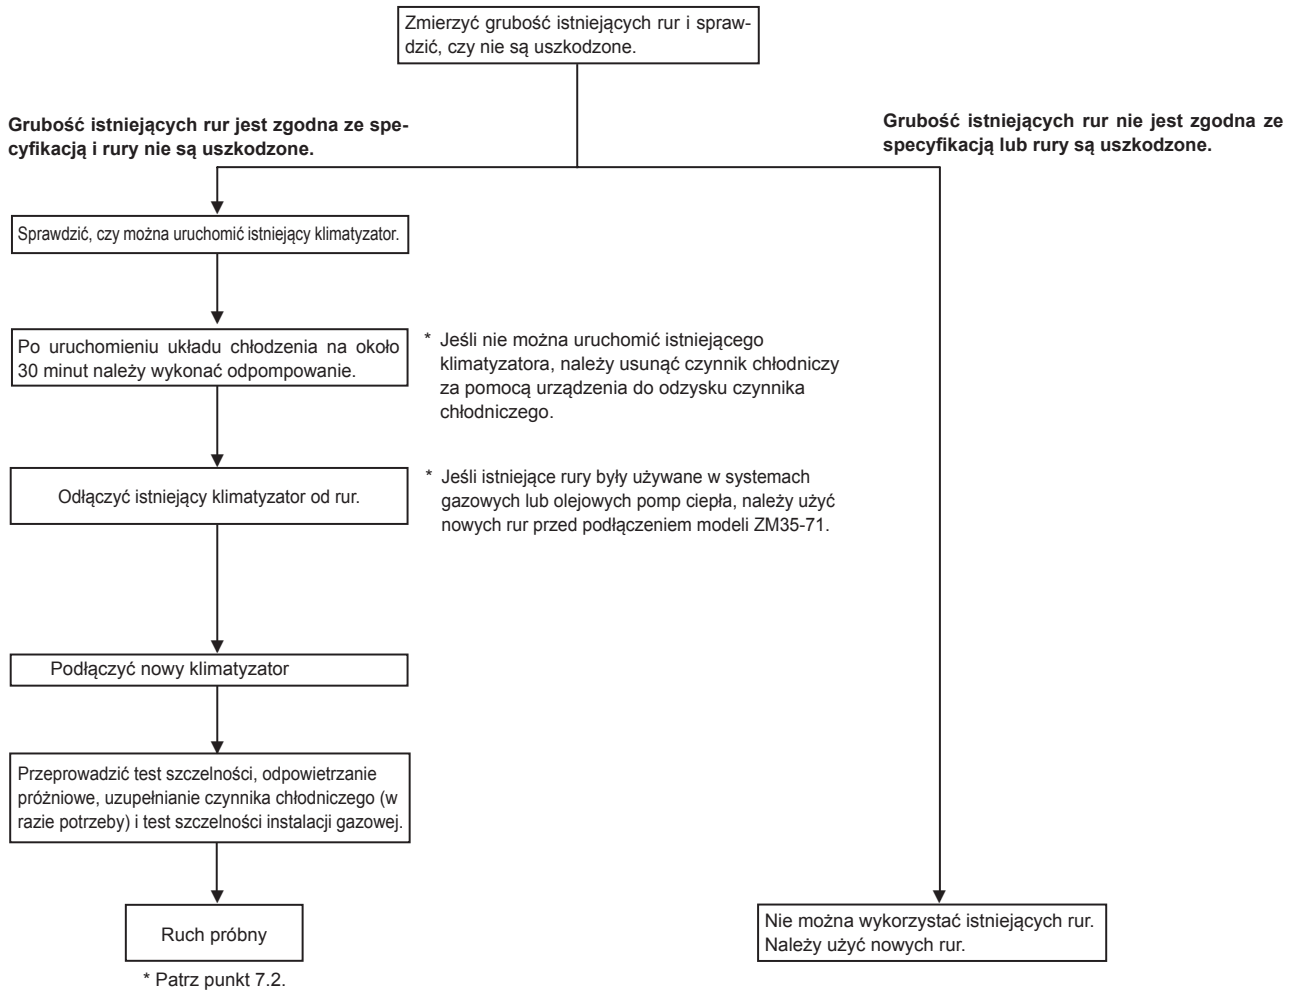 Zmierzyć grubość istniejących rur i spraw-
dzić, czy nie są uszkodzone.
Grubość istniejących rur jest zgodna ze spe-
cyfikacją i rury nie są uszkodzone.
Grubość istniejących rur nie jest zgodna ze
specyfikacją lub rury są uszkodzone.
Sprawdzić, czy można uruchomić istniejący klimatyzator.
Po uruchomieniu układu chłodzenia na około
30 minut należy wykonać odpompowanie.
* Jeśli nie można uruchomić istniejącego
klimatyzatora, należy usunąć czynnik chłodniczy
za pomocą urządzenia do odzysku czynnika
chłodniczego.
Odłączyć istniejący klimatyzator od rur.
* Jeśli istniejące rury były używane w systemach
gazowych lub olejowych pomp ciepła, należy użyć
nowych rur przed podłączeniem modeli ZM35-71.
Podłączyć nowy klimatyzator
Przeprowadzić test szczelności, odpowietrzanie
próżniowe, uzupełnianie czynnika chłodniczego (w
razie potrzeby) i test szczelności instalacji gazowej.
Ruch próbny
* Patrz punkt 7.2.
Nie można wykorzystać istniejących rur.
Należy użyć nowych rur.